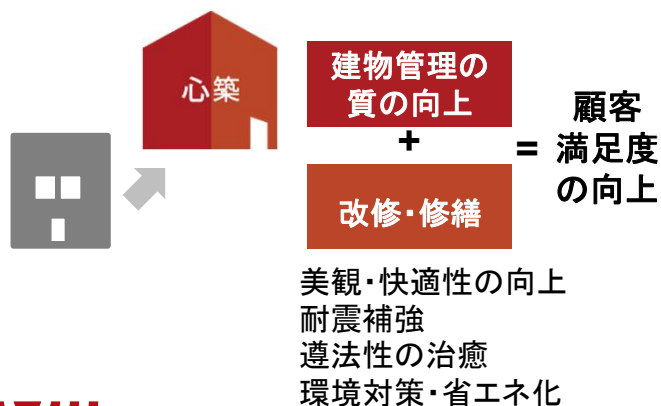 心築
建物管理の
質の向上
+
改修・修繕
= 顧客
満足度
の向上
美観・快適性の向上
耐震補強
遵法性の治癒
環境対策・省エネ化